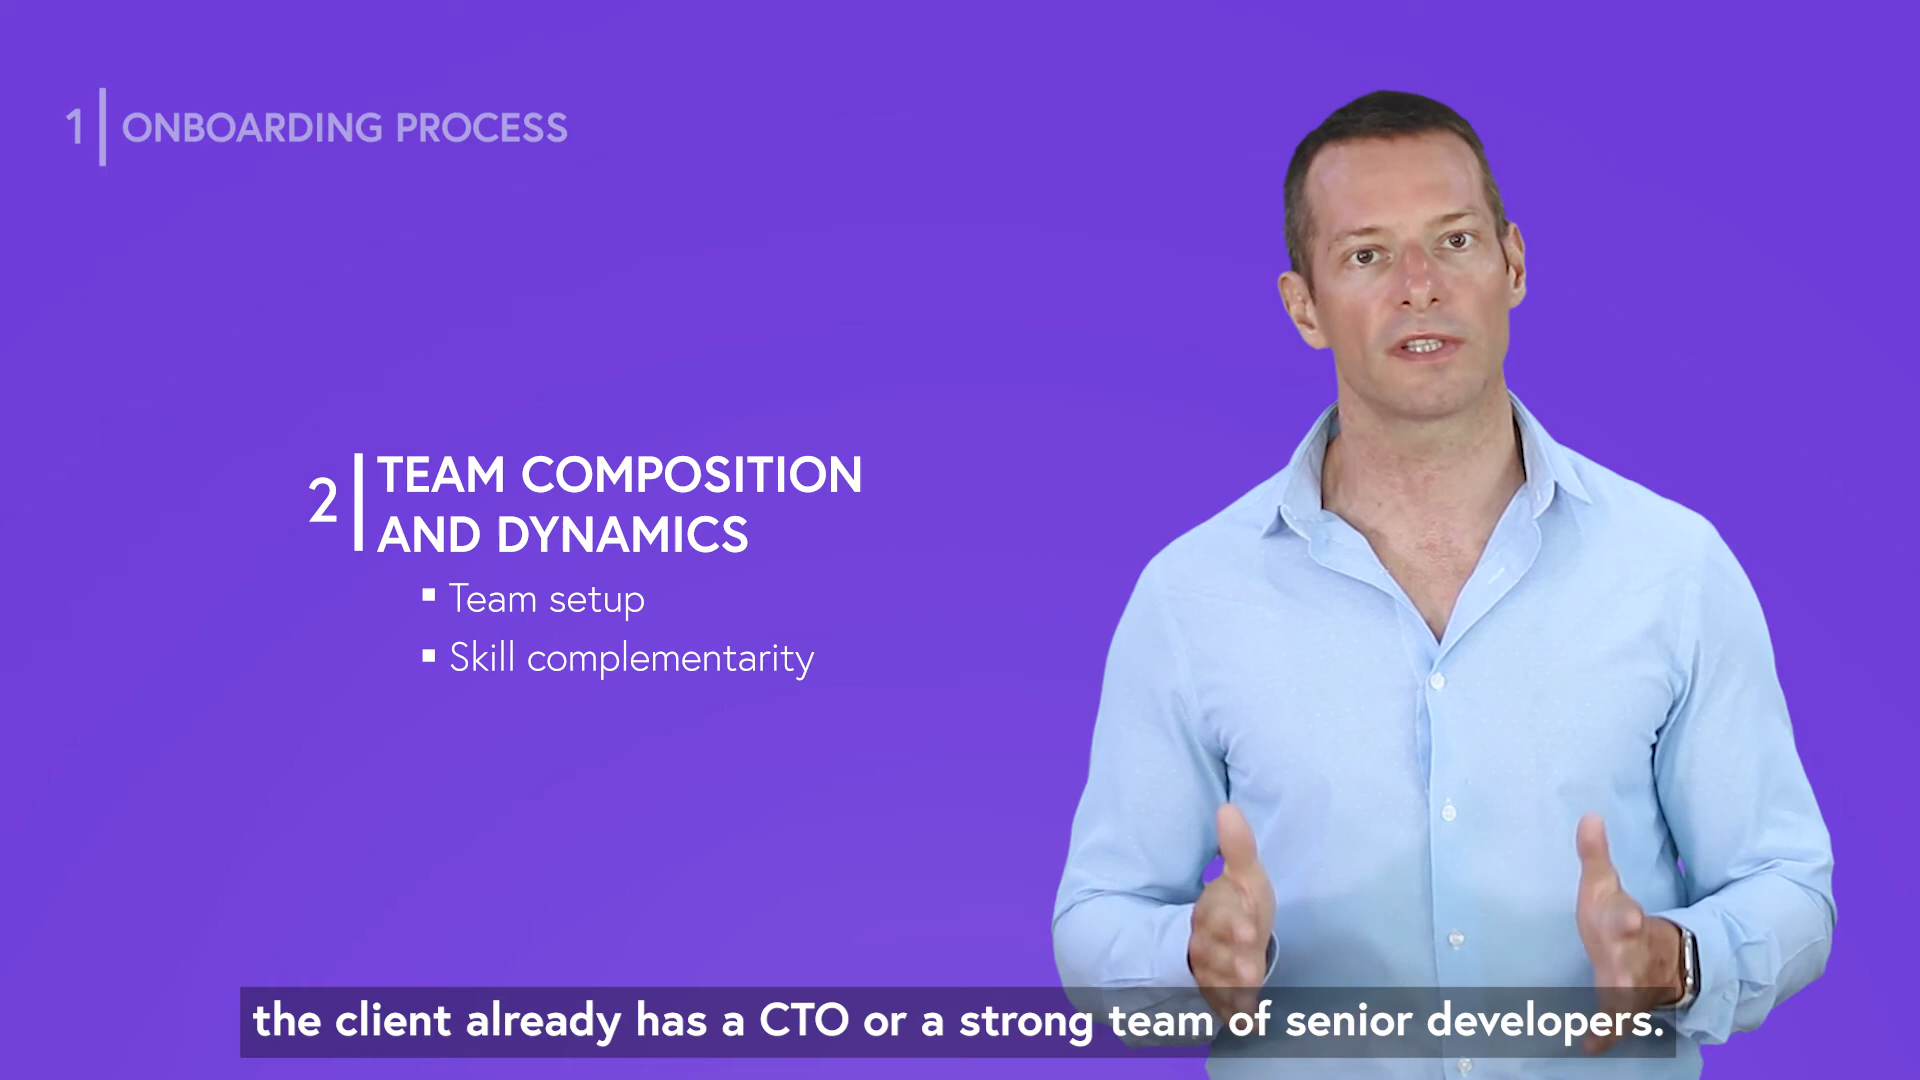 1 ONBOARDING PROCESS
2 TEAM COMPOSITION
AND DYNAMICS
▪ Team setup
▪ Skill complementarity
the client already has a CTO or a strong team of senior developers.